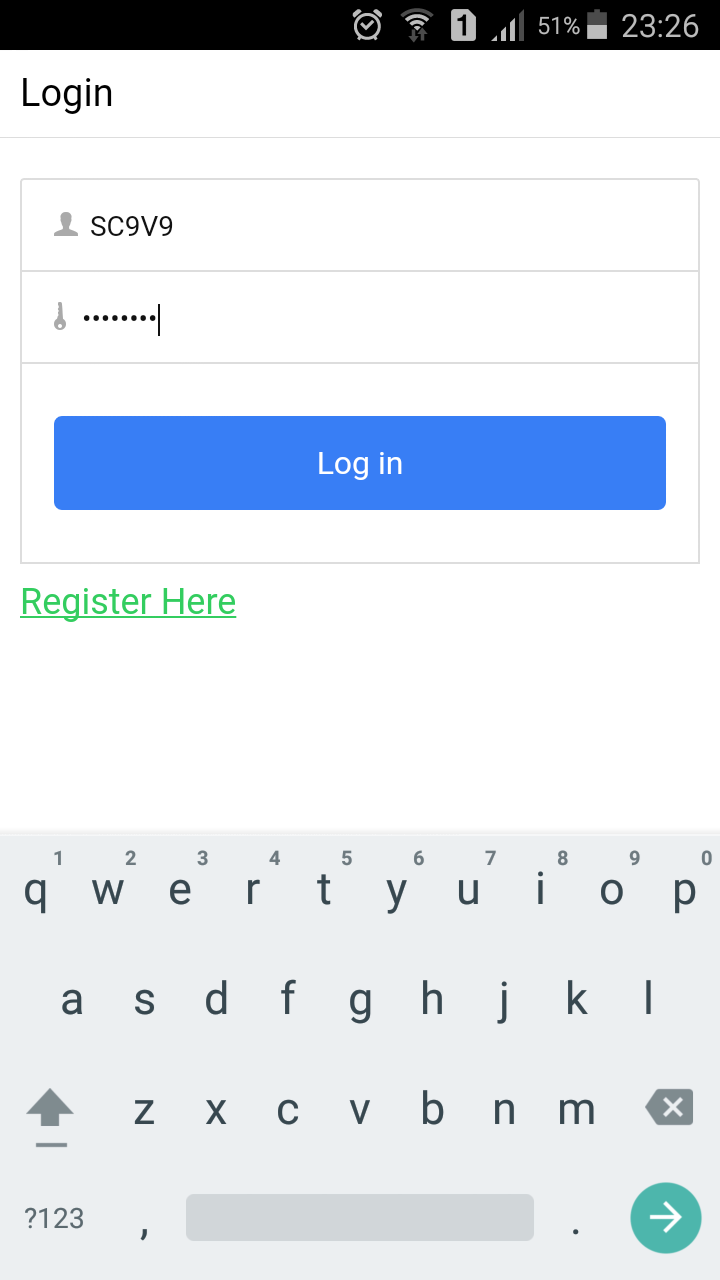 1 51% 23:26
Login
SC9V9
••••••••
Log in
Register Here
1 2 3 4 5 6 7 8 9 0
q w e r t y u i o p
a s d f g h j k l
z x c v b n m
?123 , .